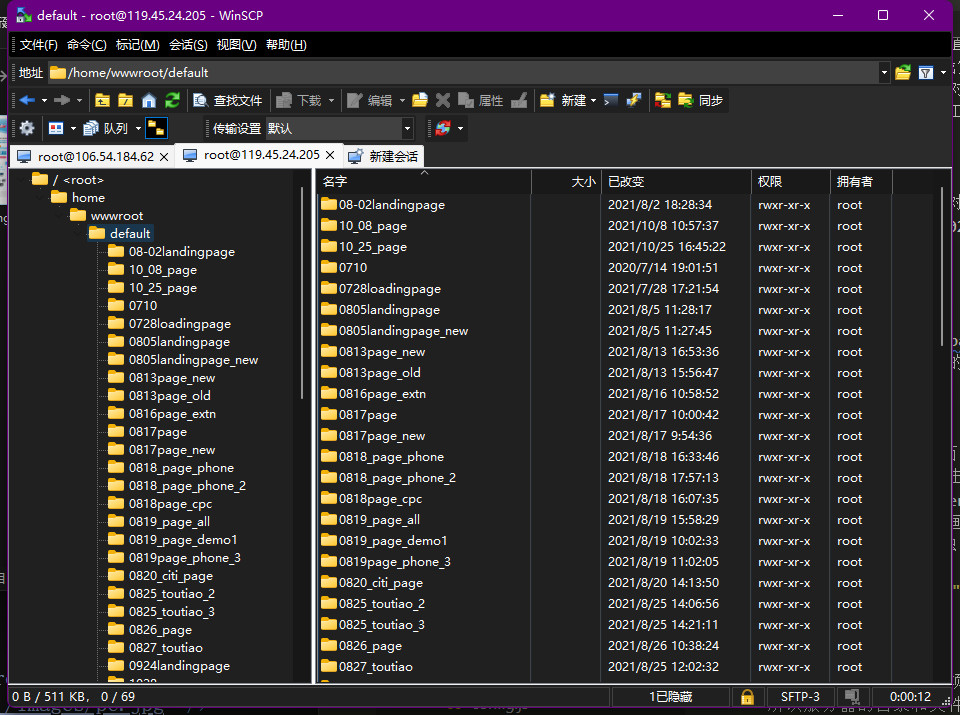 default - root@119.45.24.205 - WinSCP
文件(F) 命令(C) 标记(M) 会话(S) 视图(V) 帮助(H)
地址 /home/wwwroot/default
查找文件 下载 编辑 属性 新建 同步
队列 传输设置 默认
root@106.54.184.62 × root@119.45.24.205 × 新建会话
/ <root>
home
wwwroot
default
08-02landingpage
10_08_page
10_25_page
0710
0728loadingpage
0805landingpage
0805landingpage_new
0813page_new
0813page_old
0816page_extn
0817page
0817page_new
0818_page_phone
0818_page_phone_2
0818page_cpc
0819_page_all
0819_page_demo1
0819page_phone_3
0820_citi_page
0825_toutiao_2
0825_toutiao_3
0826_page
0827_toutiao
0924landingpage
名字 大小 已改变 权限 拥有者
08-02landingpage 2021/8/2 18:28:34 rwxr-xr-x root
10_08_page 2021/10/8 10:57:37 rwxr-xr-x root
10_25_page 2021/10/25 16:45:22 rwxr-xr-x root
0710 2020/7/14 19:01:51 rwxr-xr-x root
0728loadingpage 2021/7/28 17:21:54 rwxr-xr-x root
0805landingpage 2021/8/5 11:28:17 rwxr-xr-x root
0805landingpage_new 2021/8/5 11:27:45 rwxr-xr-x root
0813page_new 2021/8/13 16:53:36 rwxr-xr-x root
0813page_old 2021/8/13 15:56:47 rwxr-xr-x root
0816page_extn 2021/8/16 10:58:52 rwxr-xr-x root
0817page 2021/8/17 10:00:42 rwxr-xr-x root
0817page_new 2021/8/17 9:54:36 rwxr-xr-x root
0818_page_phone 2021/8/18 16:33:46 rwxr-xr-x root
0818_page_phone_2 2021/8/18 17:57:13 rwxr-xr-x root
0818page_cpc 2021/8/18 16:07:35 rwxr-xr-x root
0819_page_all 2021/8/19 15:58:29 rwxr-xr-x root
0819_page_demo1 2021/8/19 10:02:33 rwxr-xr-x root
0819page_phone_3 2021/8/19 11:02:05 rwxr-xr-x root
0820_citi_page 2021/8/20 14:13:50 rwxr-xr-x root
0825_toutiao_2 2021/8/25 14:06:56 rwxr-xr-x root
0825_toutiao_3 2021/8/25 14:21:11 rwxr-xr-x root
0826_page 2021/8/26 10:38:24 rwxr-xr-x root
0827_toutiao 2021/8/25 12:02:32 rwxr-xr-x root
0 B / 511 KB， 0 / 69 1已隐藏 SFTP-3 0:00:12